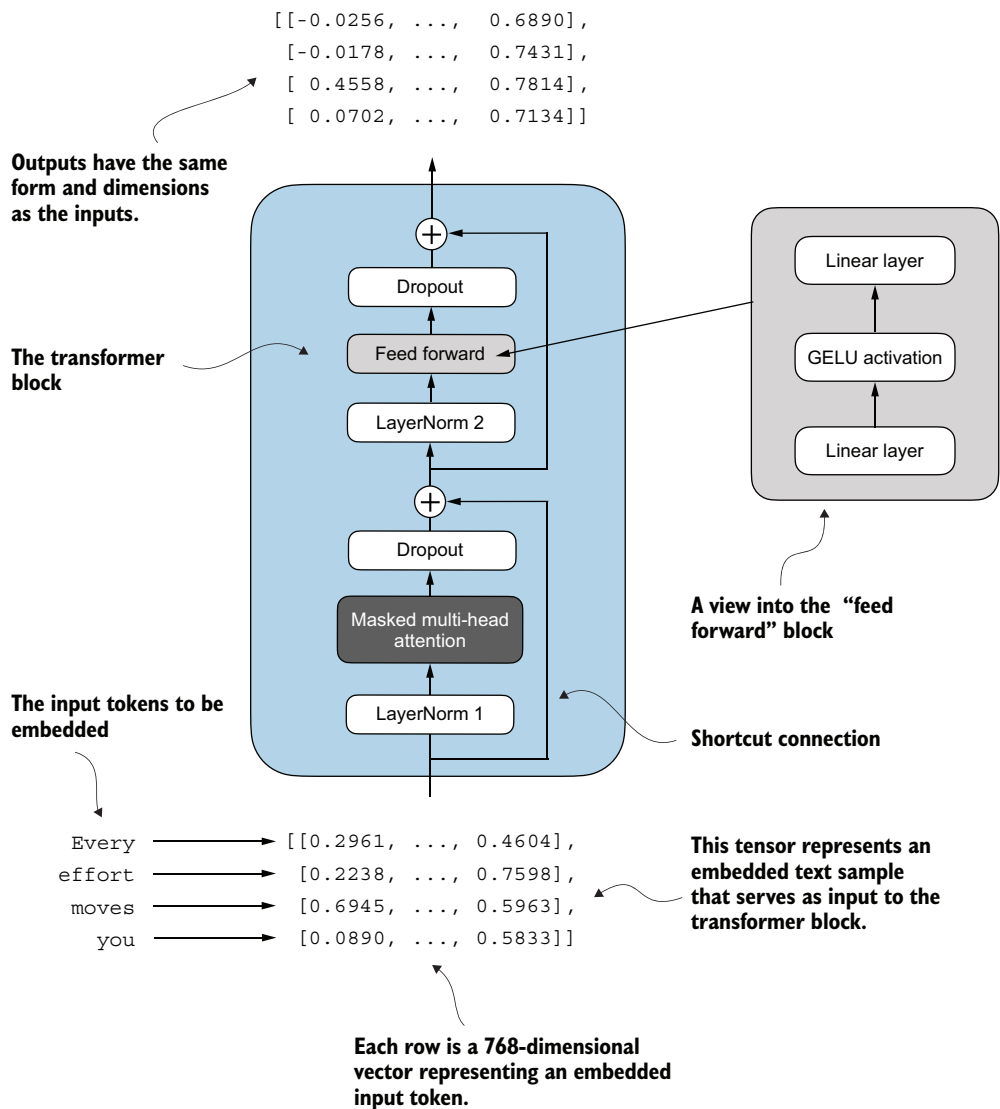 [[-0.0256, ..., 0.6890],
[-0.0178, ..., 0.7431],
[ 0.4558, ..., 0.7814],
[ 0.0702, ..., 0.7134]]
Outputs have the same
form and dimensions
as the inputs.
+
Dropout
Feed forward
LayerNorm 2
+
Dropout
Masked multi-head
attention
LayerNorm 1
The transformer
block
Linear layer
GELU activation
Linear layer
A view into the “feed
forward” block
Shortcut connection
The input tokens to be
embedded
Every [[0.2961, ..., 0.4604],
effort [0.2238, ..., 0.7598],
moves [0.6945, ..., 0.5963],
you [0.0890, ..., 0.5833]]
This tensor represents an
embedded text sample
that serves as input to the
transformer block.
Each row is a 768-dimensional
vector representing an embedded
input token.